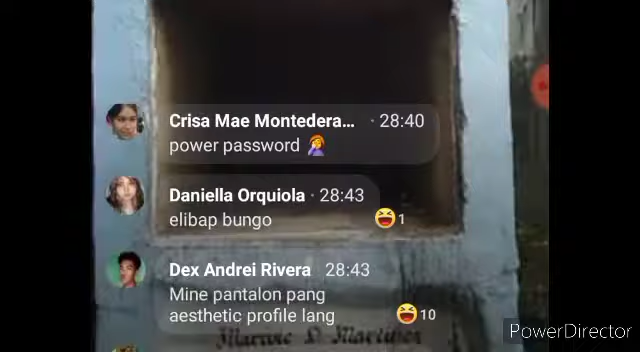 Crisa Mae Montedera... · 28:40
power password 🤦‍♀️
Daniella Orquiola · 28:43
elibap bungo
😆 1
Dex Andrei Rivera 28:43
Mine pantalon pang
aesthetic profile lang
😆 10
PowerDirector